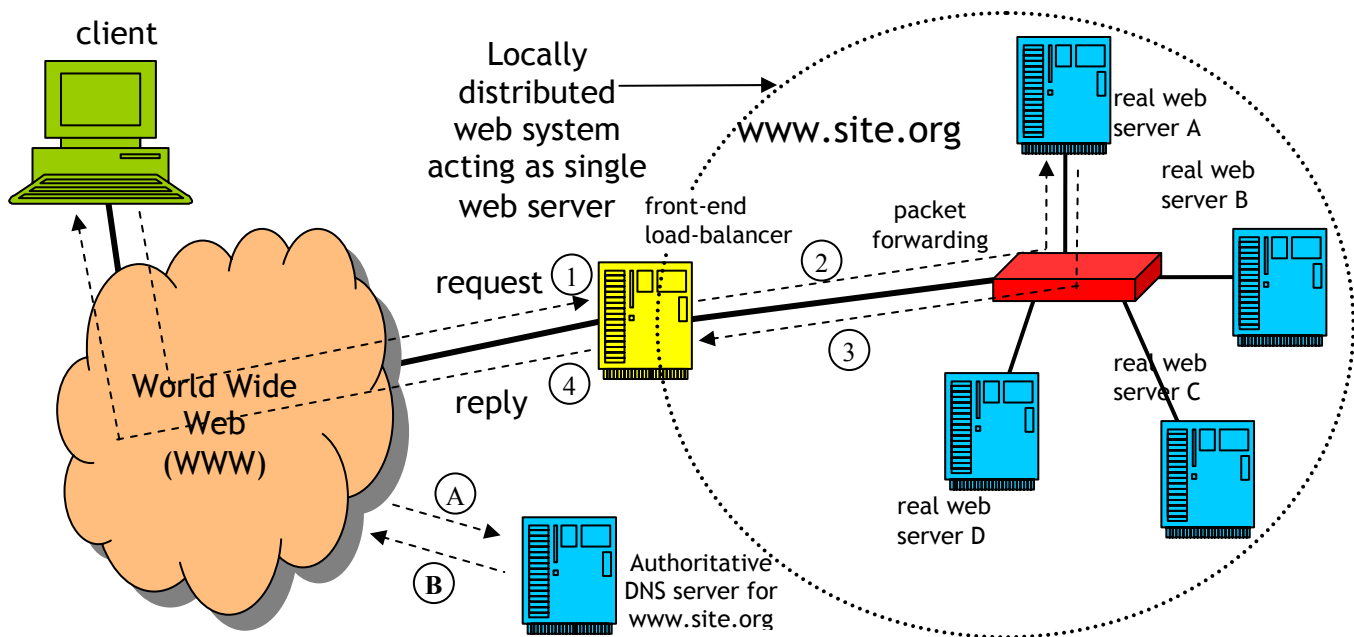 client
Locally
distributed
web system
acting as single
web server
www.site.org
real web
server A
real web
server B
front-end
load-balancer
packet
forwarding
request
1
2
3
4
reply
World Wide
Web
(WWW)
real web
server C
real web
server D
A
B
Authoritative
DNS server for
www.site.org